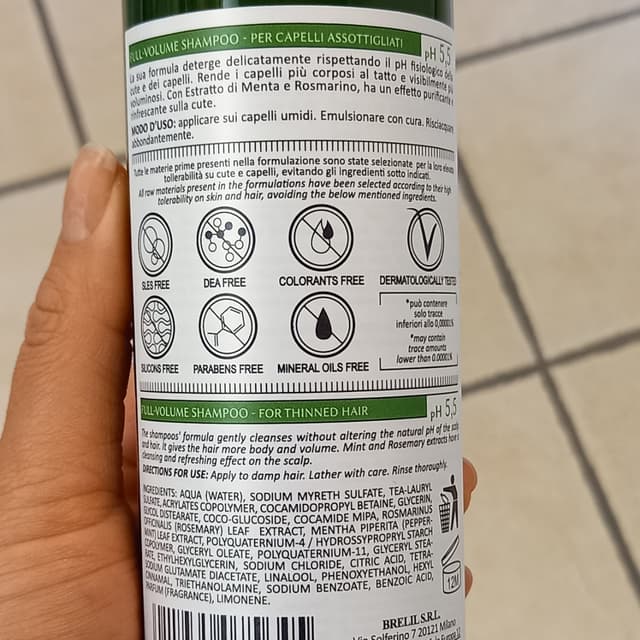 FULL-VOLUME SHAMPOO - PER CAPELLI ASSOTTIGLIATI pH 5,5
La sua formula deterge delicatamente rispettando il pH fisiologico della
cute e dei capelli. Rende i capelli più corposi al tatto e visibilmente più
voluminosi. Con Estratto di Menta e Rosmarino, ha un effetto purificante e
rinfrescante sulla cute.
MODO D'USO: applicare sui capelli umidi. Emulsionare con cura. Risciacquare
abbondantemente.
Tutte le materie prime presenti nella formulazione sono state selezionate per la loro elevata
tollerabilità su cute e capelli, evitando gli ingredienti sotto indicati.
All raw materials present in the formulations have been selected according to their high
tolerability on skin and hair, avoiding the below mentioned ingredients.
SLES FREE DEA FREE COLORANTS FREE DERMATOLOGICALLY TESTED
*può contenere
solo tracce
inferiori allo 0,00001%
*may contain
trace amounts
lower than 0.00001%
SILICONS FREE PARABENS FREE MINERAL OILS FREE
FULL-VOLUME SHAMPOO - FOR THINNED HAIR pH 5,5
The shampoos' formula gently cleanses without altering the natural pH of the scalp
and hair. It gives the hair more body and volume. Mint and Rosemary extracts have a
cleansing and refreshing effect on the scalp.
DIRECTIONS FOR USE: Apply to damp hair. Lather with care. Rinse thoroughly.
INGREDIENTS: AQUA (WATER), SODIUM MYRETH SULFATE, TEA-LAURYL
SULFATE, ACRYLATES COPOLYMER, COCAMIDOPROPYL BETAINE, GLYCERIN,
GLYCOL DISTEARATE, COCO-GLUCOSIDE, COCAMIDE MIPA, ROSMARINUS
OFFICINALIS (ROSEMARY) LEAF EXTRACT, MENTHA PIPERITA (PEPPER-
MINT) LEAF EXTRACT, POLYQUATERNIUM-4 / HYDROSSYPROPYL STARCH
COPOLYMER, GLYCERYL OLEATE, POLYQUATERNIUM-11, GLYCERYL STEA-
RATE, ETHYLHEXYLGLYCERIN, SODIUM CHLORIDE, CITRIC ACID, TETRA-
SODIUM GLUTAMATE DIACETATE, LINALOOL, PHENOXYETHANOL, HEXYL
CINNAMAL, TRIETHANOLAMINE, SODIUM BENZOATE, BENZOIC ACID,
PARFUM (FRAGRANCE), LIMONENE.
12M
BRELIL S.R.L.
Via Solferino 7 20121 Milano